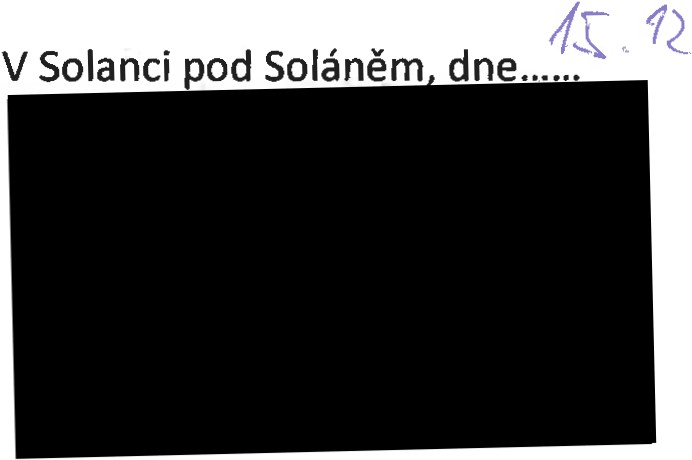 V Solanci pod Soláněm, dne...... 15.12